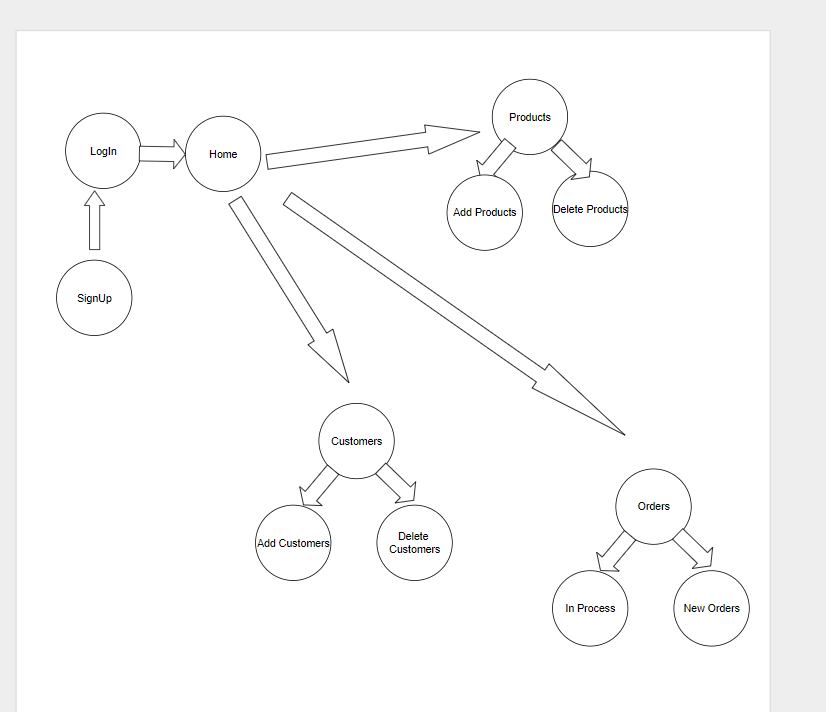 Products
LogIn
Home
Add Products
Delete Products
SignUp
Customers
Add Customers
Delete
Customers
Orders
In Process
New Orders